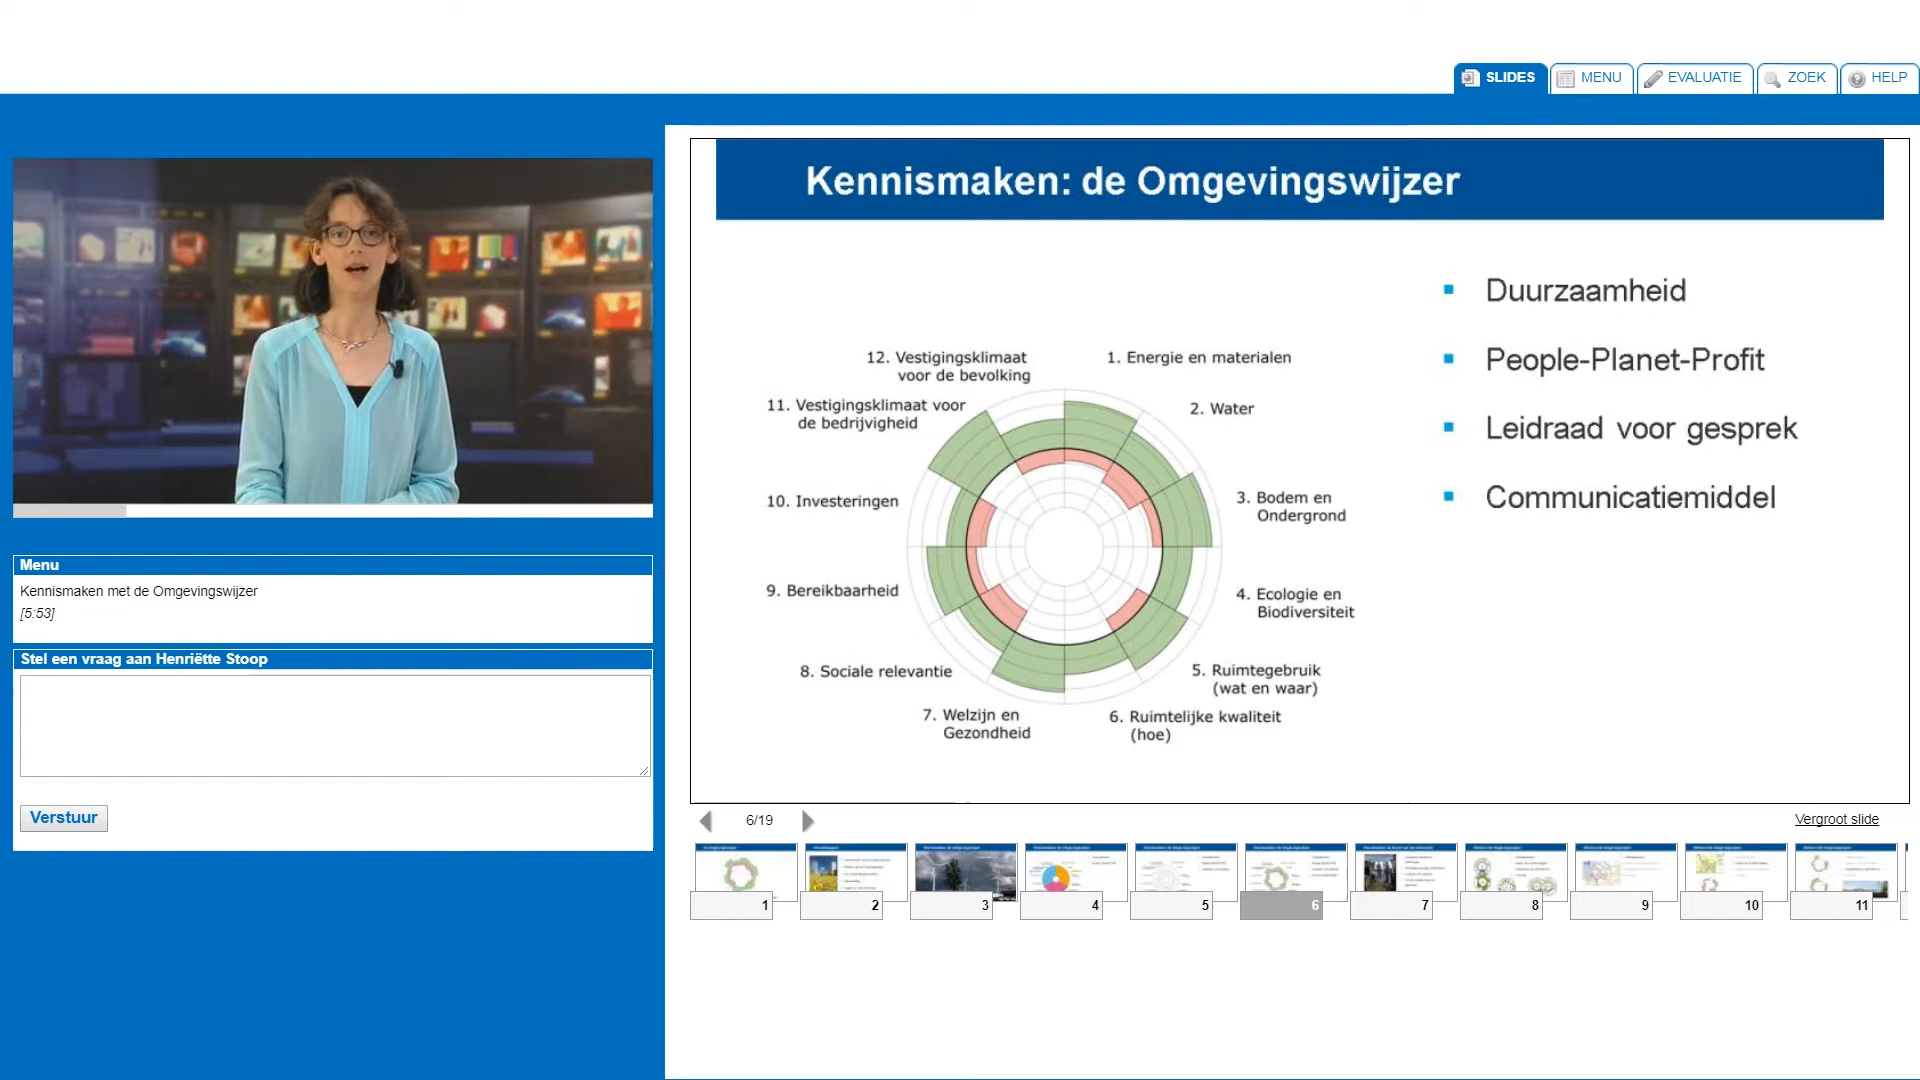 SLIDES
MENU
EVALUATIE
ZOEK
HELP
Kennismaken: de Omgevingswijzer
Duurzaamheid
People-Planet-Profit
Leidraad voor gesprek
Communicatiemiddel
12. Vestigingsklimaat
voor de bevolking
1. Energie en materialen
11. Vestigingsklimaat voor
de bedrijvigheid
2. Water
10. Investeringen
3. Bodem en
Ondergrond
9. Bereikbaarheid
4. Ecologie en
Biodiversiteit
8. Sociale relevantie
5. Ruimtegebruik
(wat en waar)
7. Welzijn en
Gezondheid
6. Ruimtelijke kwaliteit
(hoe)
Menu
Kennismaken met de Omgevingswijzer
[5:53]
Stel een vraag aan Henriëtte Stoop
Verstuur
6/19
Vergroot slide
1
2
3
4
5
6
7
8
9
10
11